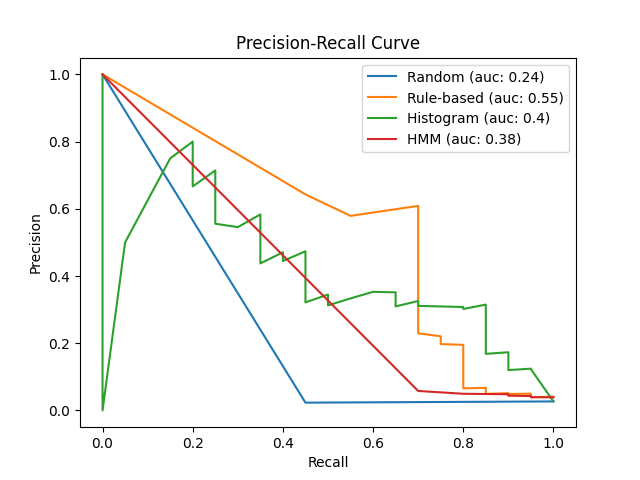 Precision-Recall Curve
Random (auc: 0.24)
Rule-based (auc: 0.55)
Histogram (auc: 0.4)
HMM (auc: 0.38)
Precision
1.0
0.8
0.6
0.4
0.2
0.0
0.0 0.2 0.4 0.6 0.8 1.0
Recall